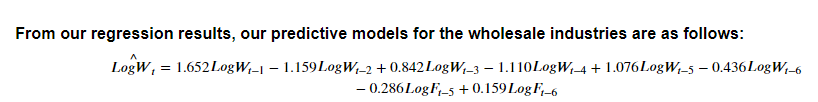 From our regression results, our predictive models for the wholesale industries are as follows:
LogŴ_t = 1.652LogW_{t−1} − 1.159LogW_{t−2} + 0.842LogW_{t−3} − 1.110LogW_{t−4} + 1.076LogW_{t−5} − 0.436LogW_{t−6}
− 0.286LogF_{t−5} + 0.159LogF_{t−6}